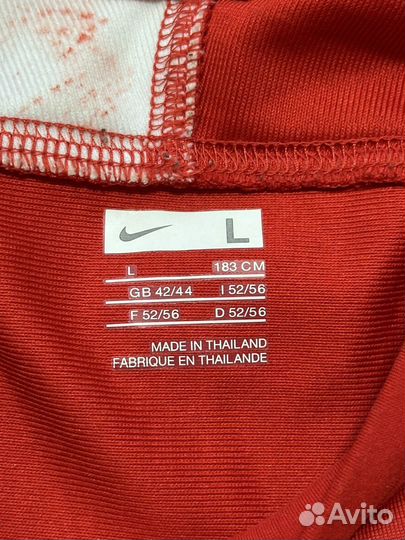 L
L 183 CM
GB 42/44 I 52/56
F 52/56 D 52/56
MADE IN THAILAND
FABRIQUE EN THAILANDE
Avito